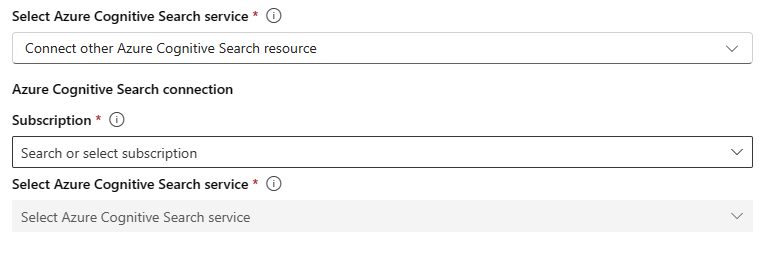 Select Azure Cognitive Search service *
Connect other Azure Cognitive Search resource
Azure Cognitive Search connection
Subscription *
Search or select subscription
Select Azure Cognitive Search service *
Select Azure Cognitive Search service